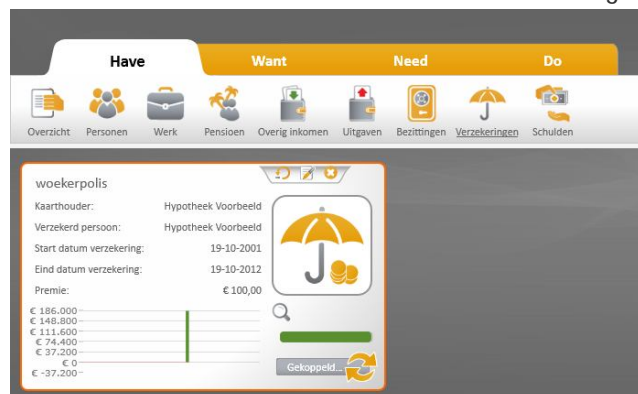 Have Want Need Do
Overzicht Personen Werk Pensioen Overig inkomen Uitgaven Bezittingen Verzekeringen Schulden
woekerpolis
Kaarthouder: Hypotheek Voorbeeld
Verzekerd persoon: Hypotheek Voorbeeld
Start datum verzekering: 19-10-2001
Eind datum verzekering: 19-10-2012
Premie: € 100,00
€ 186.000
€ 148.800
€ 111.600
€ 74.400
€ 37.200
€ 0
€ -37.200
Gekoppeld...